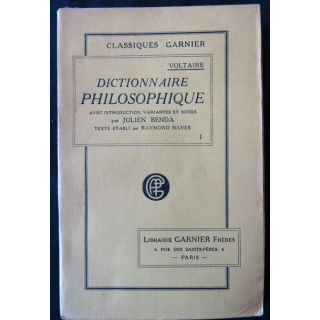 CLASSIQUES GARNIER
VOLTAIRE
DICTIONNAIRE
PHILOSOPHIQUE
AVEC INTRODUCTION, VARIANTES ET NOTES
par JULIEN BENDA
TEXTE ÉTABLI par RAYMOND NAVES
I
LIBRAIRIE GARNIER FRÈRES
6, RUE DES SAINTS-PÈRES, 6
— PARIS —